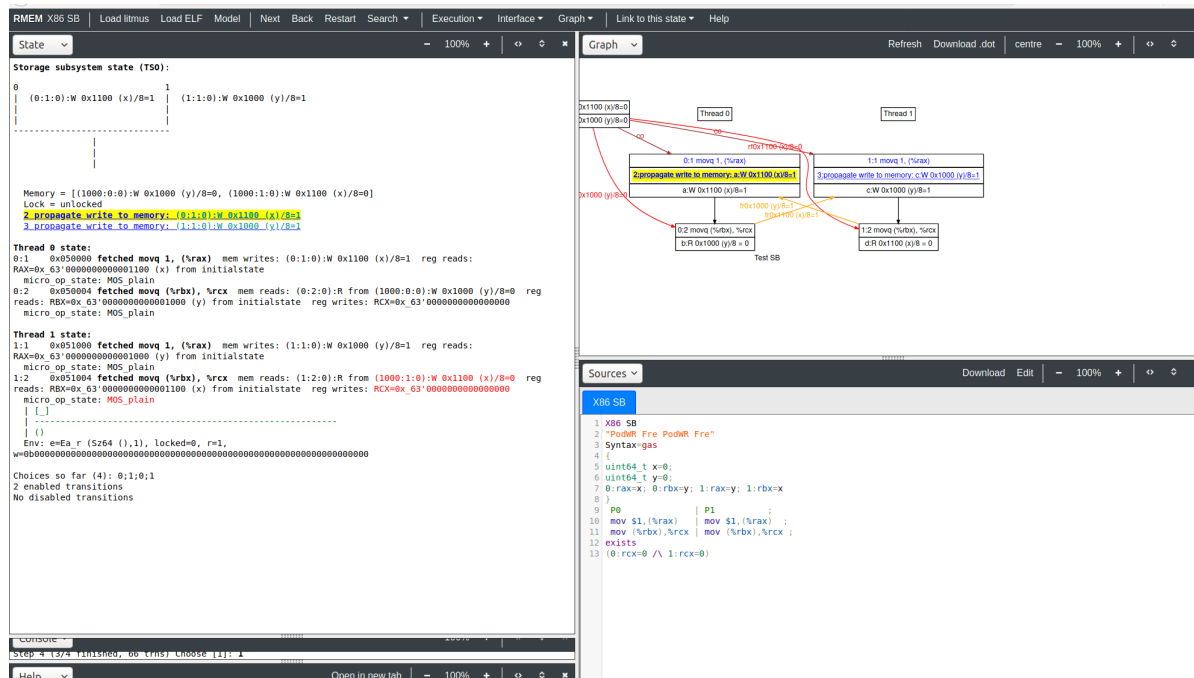 RMEM X86 SB Load litmus Load ELF Model Next Back Restart Search Execution Interface Graph Link to this state Help
State − 100% +
Storage subsystem state (TSO):
0 1
| (0:1:0):W 0x1100 (x)/8=1 | (1:1:0):W 0x1000 (y)/8=1
Memory = [(1000:0:0):W 0x1000 (y)/8=0, (1000:1:0):W 0x1100 (x)/8=0]
Lock = unlocked
2 propagate write to memory: (0:1:0):W 0x1100 (x)/8=1
3 propagate write to memory: (1:1:0):W 0x1000 (y)/8=1
Thread 0 state:
0:1 0x050000 fetched movq 1, (%rax) mem writes: (0:1:0):W 0x1100 (x)/8=1 reg reads:
RAX=0x_63'0000000000001100 (x) from initialstate
micro_op_state: MOS_plain
0:2 0x050004 fetched movq (%rbx), %rcx mem reads: (0:2:0):R from (1000:0:0):W 0x1000 (y)/8=0 reg
reads: RBX=0x_63'0000000000001000 (y) from initialstate reg writes: RCX=0x_63'0000000000000000
micro_op_state: MOS_plain
Thread 1 state:
1:1 0x051000 fetched movq 1, (%rax) mem writes: (1:1:0):W 0x1000 (y)/8=1 reg reads:
RAX=0x_63'0000000000001000 (y) from initialstate
micro_op_state: MOS_plain
1:2 0x051004 fetched movq (%rbx), %rcx mem reads: (1:2:0):R from (1000:1:0):W 0x1100 (x)/8=0 reg
reads: RBX=0x_63'0000000000001100 (x) from initialstate reg writes: RCX=0x_63'0000000000000000
micro_op_state: MOS_plain
| [_]
| ----------------------------------------------------------------
| ()
Env: e=Ea_r (Sz64 (),1), locked=0, r=1,
w=0b0000000000000000000000000000000000000000000000000000000000000000
Choices so far (4): 0;1;0;1
2 enabled transitions
No disabled transitions
Console
Step 4 (3/4 finished, 66 trns) Choose [1]: 1
Help Open in new tab − 100% +
Graph Refresh Download .dot centre − 100% +
0x1100 (x)/8=0
0x1000 (y)/8=0
Thread 0
Thread 1
co
co
rf0x1100 (x)/8=0
0:1 movq 1, (%rax)
2:propagate write to memory: a:W 0x1100 (x)/8=1
a:W 0x1100 (x)/8=1
1:1 movq 1, (%rax)
3:propagate write to memory: c:W 0x1000 (y)/8=1
c:W 0x1000 (y)/8=1
0x1000 (y)/8=0
fr0x1000 (y)/8=1
fr0x1100 (x)/8=1
0:2 movq (%rbx), %rcx
b:R 0x1000 (y)/8 = 0
1:2 movq (%rbx), %rcx
d:R 0x1100 (x)/8 = 0
Test SB
Sources Download Edit − 100% +
X86 SB
1 X86 SB
2 "PodWR Fre PodWR Fre"
3 Syntax=gas
4 {
5 uint64_t x=0;
6 uint64_t y=0;
7 0:rax=x; 0:rbx=y; 1:rax=y; 1:rbx=x
8 }
9 P0 | P1 ;
10 mov $1,(%rax) | mov $1,(%rax) ;
11 mov (%rbx),%rcx | mov (%rbx),%rcx ;
12 exists
13 (0:rcx=0 /\ 1:rcx=0)